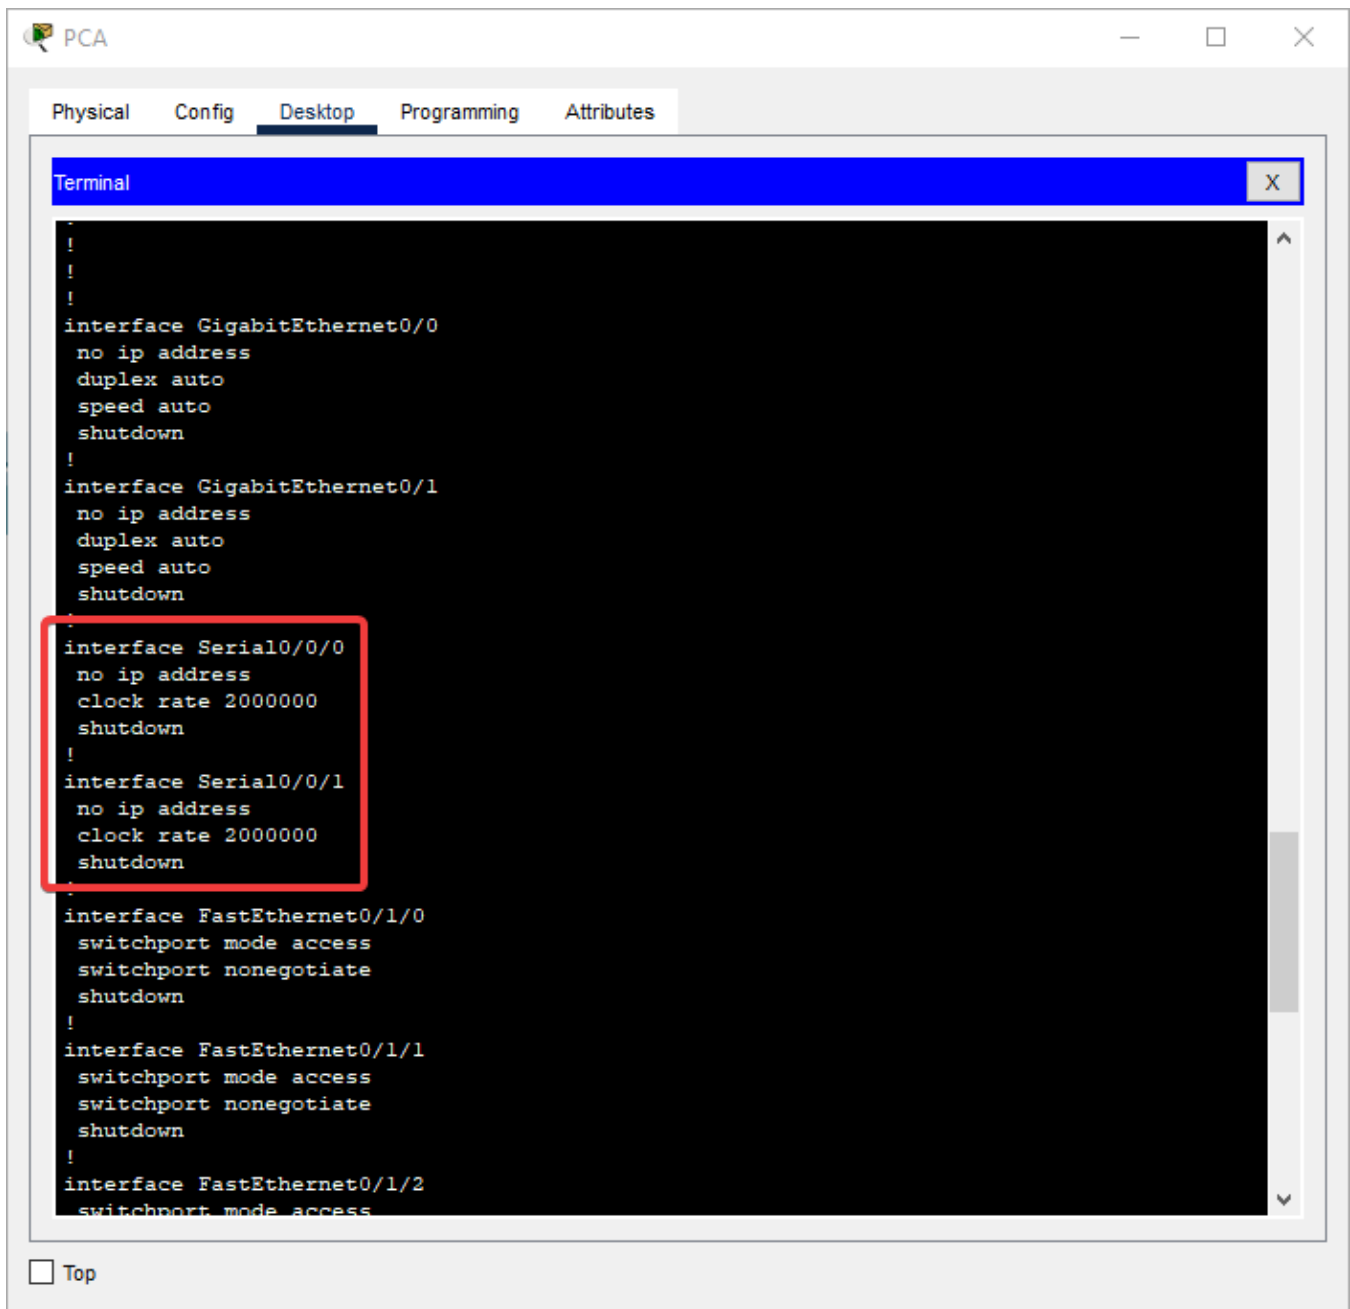 PCA
Physical Config Desktop Programming Attributes
Terminal
X
!
!
!
interface GigabitEthernet0/0
no ip address
duplex auto
speed auto
shutdown
!
interface GigabitEthernet0/1
no ip address
duplex auto
speed auto
shutdown
!
interface Serial0/0/0
no ip address
clock rate 2000000
shutdown
!
interface Serial0/0/1
no ip address
clock rate 2000000
shutdown
!
interface FastEthernet0/1/0
switchport mode access
switchport nonegotiate
shutdown
!
interface FastEthernet0/1/1
switchport mode access
switchport nonegotiate
shutdown
!
interface FastEthernet0/1/2
switchport mode access
Top